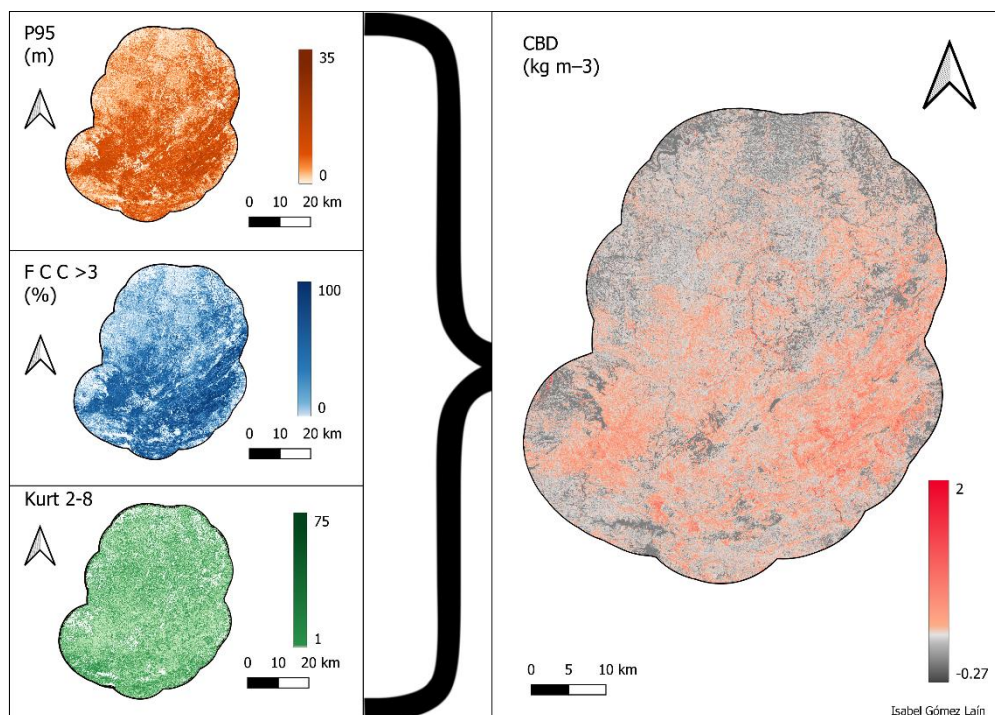 P95
(m)
35
0
0 10 20 km
F C C >3
(%)
100
0
0 10 20 km
Kurt 2-8
75
1
0 10 20 km
CBD
(kg m–3)
2
-0.27
0 5 10 km
Isabel Gómez Laín